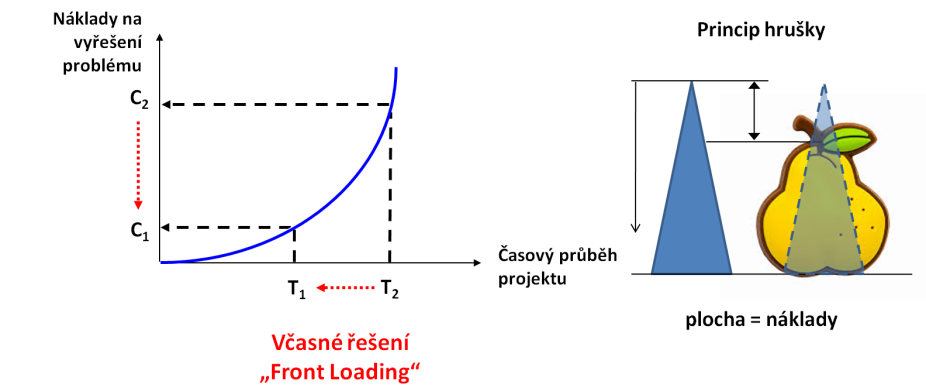 Náklady na
vyřešení
problému
C2
C1
T1
T2
Časový průběh
projektu
Včasné řešení
„Front Loading“
Princip hrušky
plocha = náklady